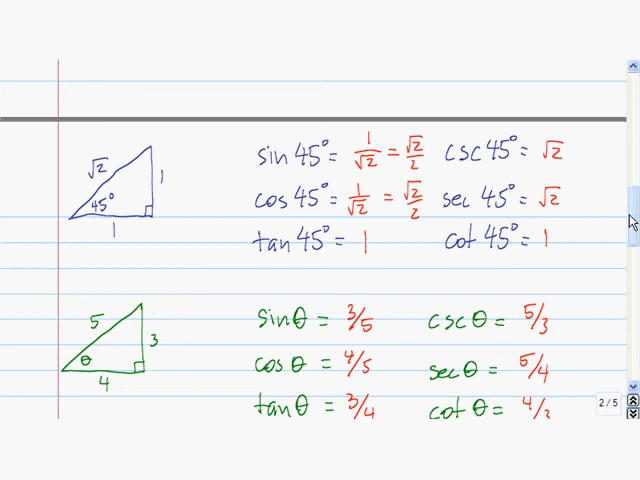 √2
1
45°
1
sin 45° = 1/√2 = √2/2 csc 45° = √2
cos 45° = 1/√2 = √2/2 sec 45° = √2
tan 45° = 1 cot 45° = 1
5
3
θ
4
sin θ = 3/5 csc θ = 5/3
cos θ = 4/5 sec θ = 5/4
tan θ = 3/4 cot θ = 4/3
2 / 5